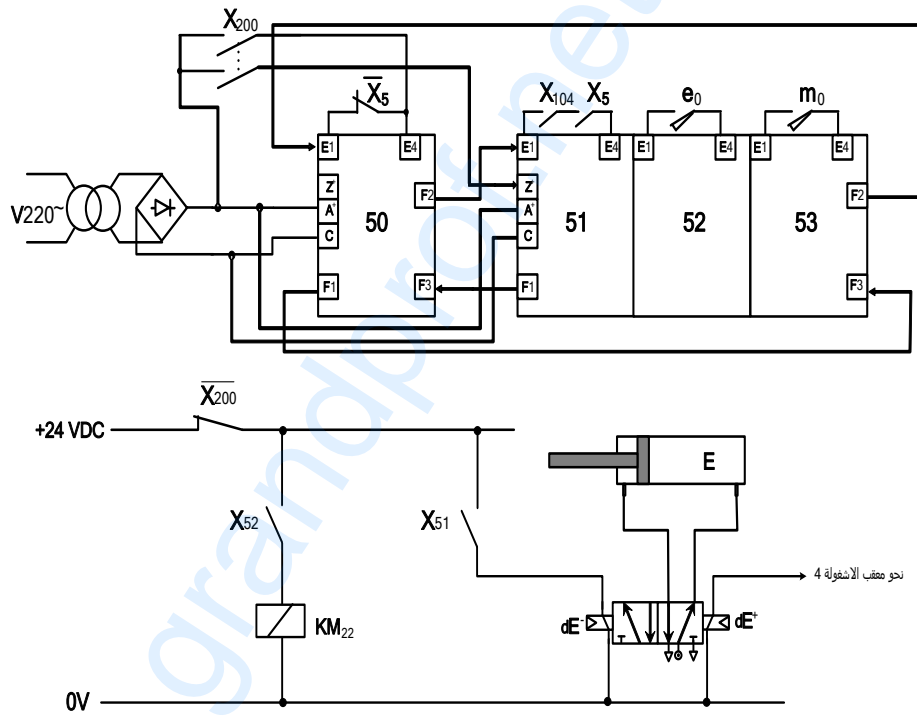 X200
X̅5
X104 X5
e0
m0
E1 E4
E1 E4
E1 E4
E1 E4
Z
A+
C
F1
F2
F3
50
Z
A+
C
F1
51
52
53
F2
F3
V220~
X̅200
+24 VDC
E
X52
X51
نحو معقب الاشغولة 4
KM22
dE-
dE+
0V
grandprof.net